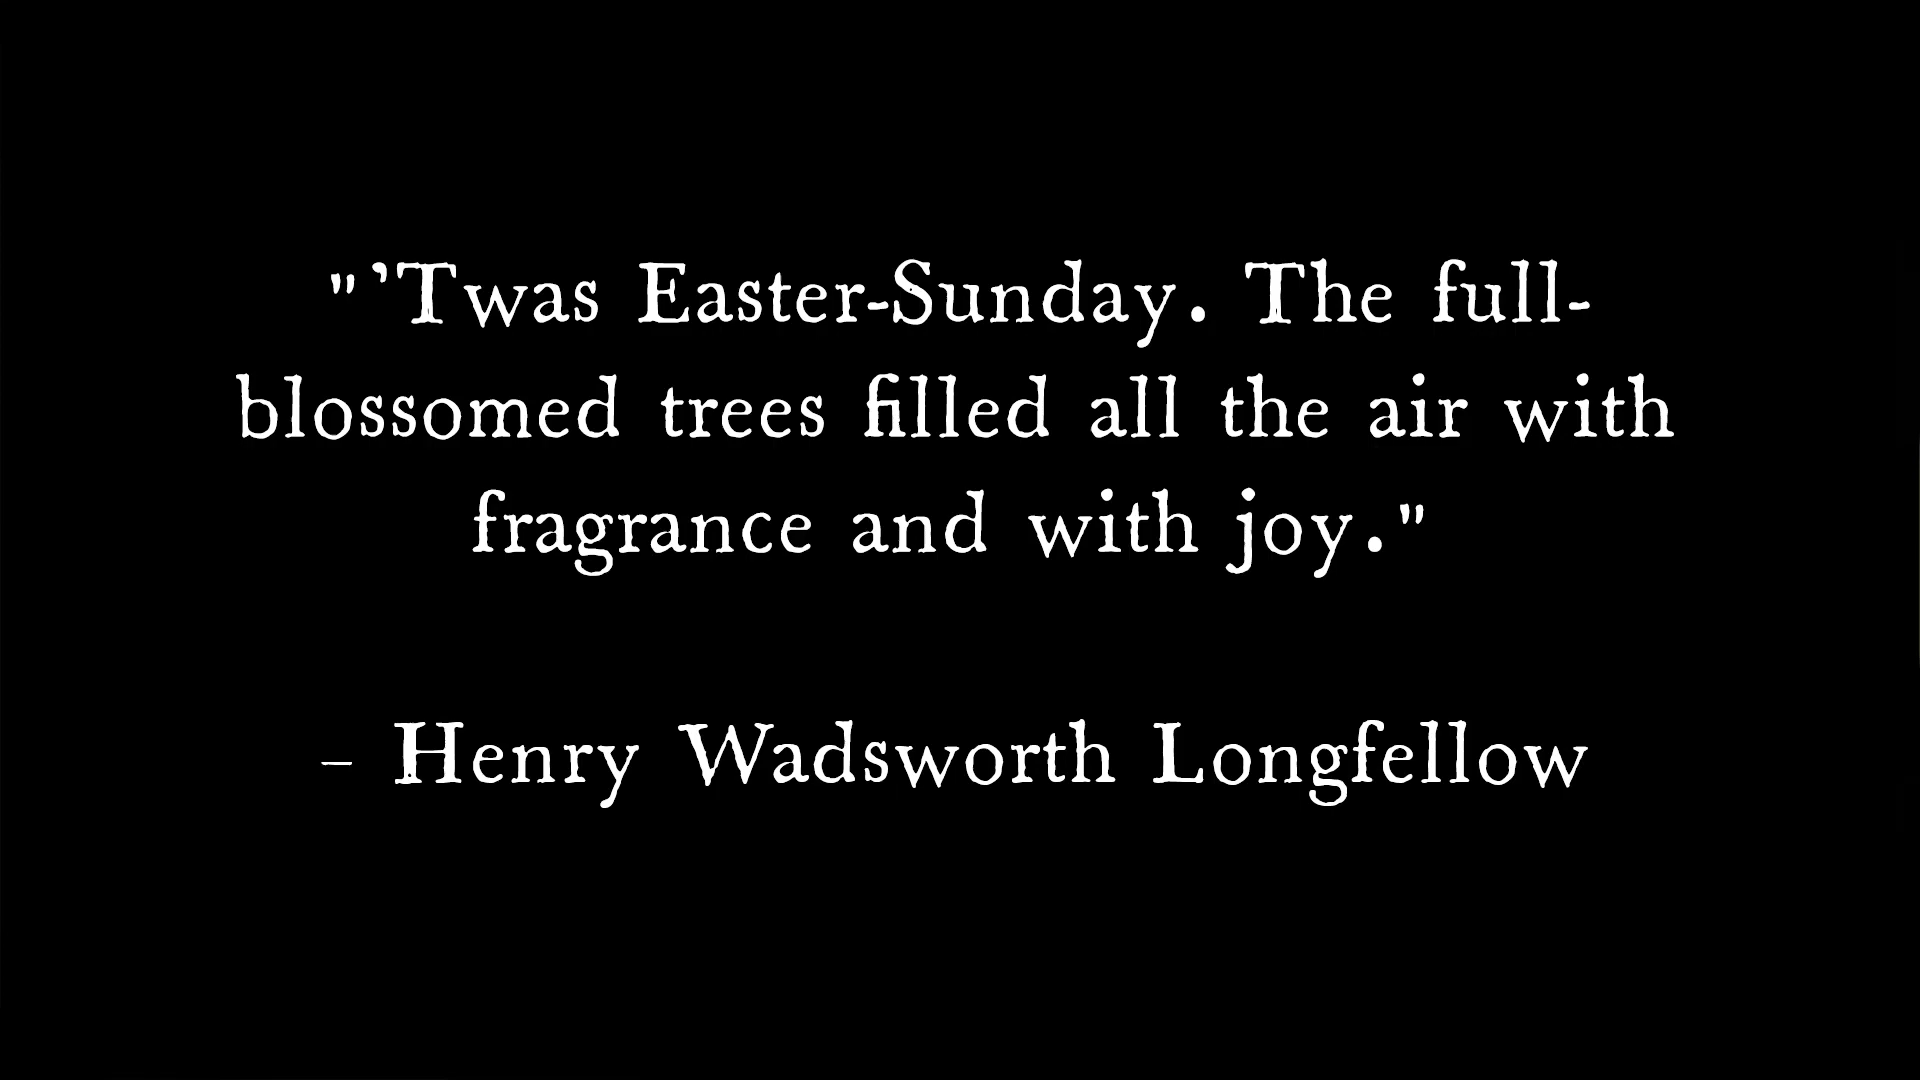 "’Twas Easter-Sunday. The full-
blossomed trees filled all the air with
fragrance and with joy."
– Henry Wadsworth Longfellow